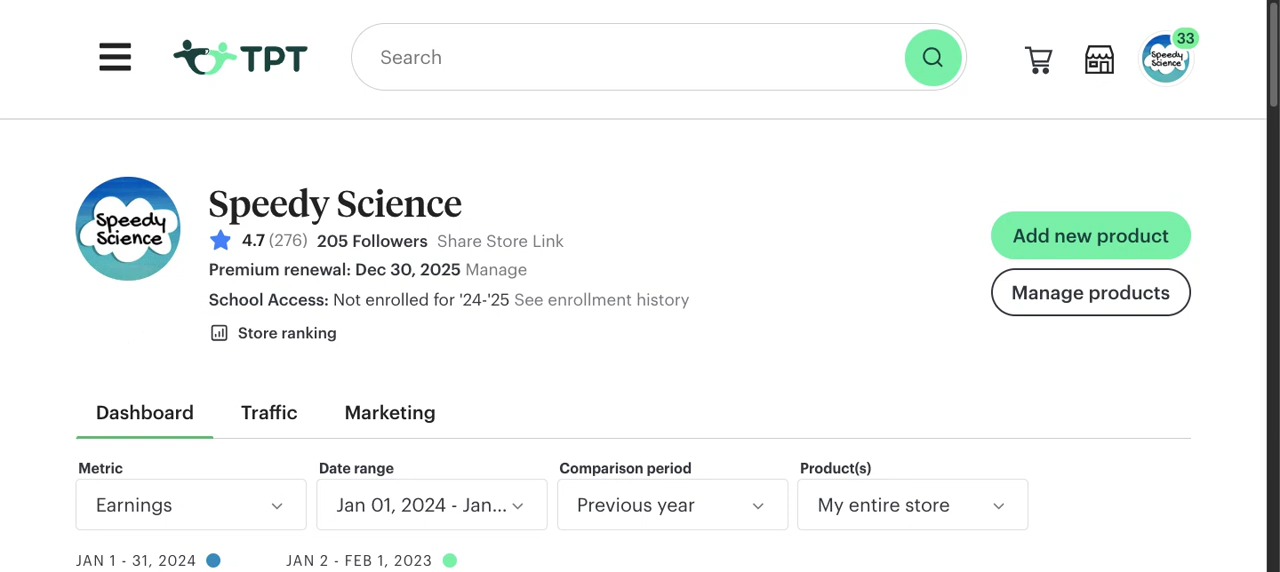 TPT
Search
33
Speedy
Science
Speedy
Science
Speedy Science
4.7 (276) 205 Followers Share Store Link
Premium renewal: Dec 30, 2025 Manage
School Access: Not enrolled for '24-'25 See enrollment history
Store ranking
Add new product
Manage products
Dashboard Traffic Marketing
Metric Date range Comparison period Product(s)
Earnings Jan 01, 2024 - Jan... Previous year My entire store
JAN 1 - 31, 2024 JAN 2 - FEB 1, 2023